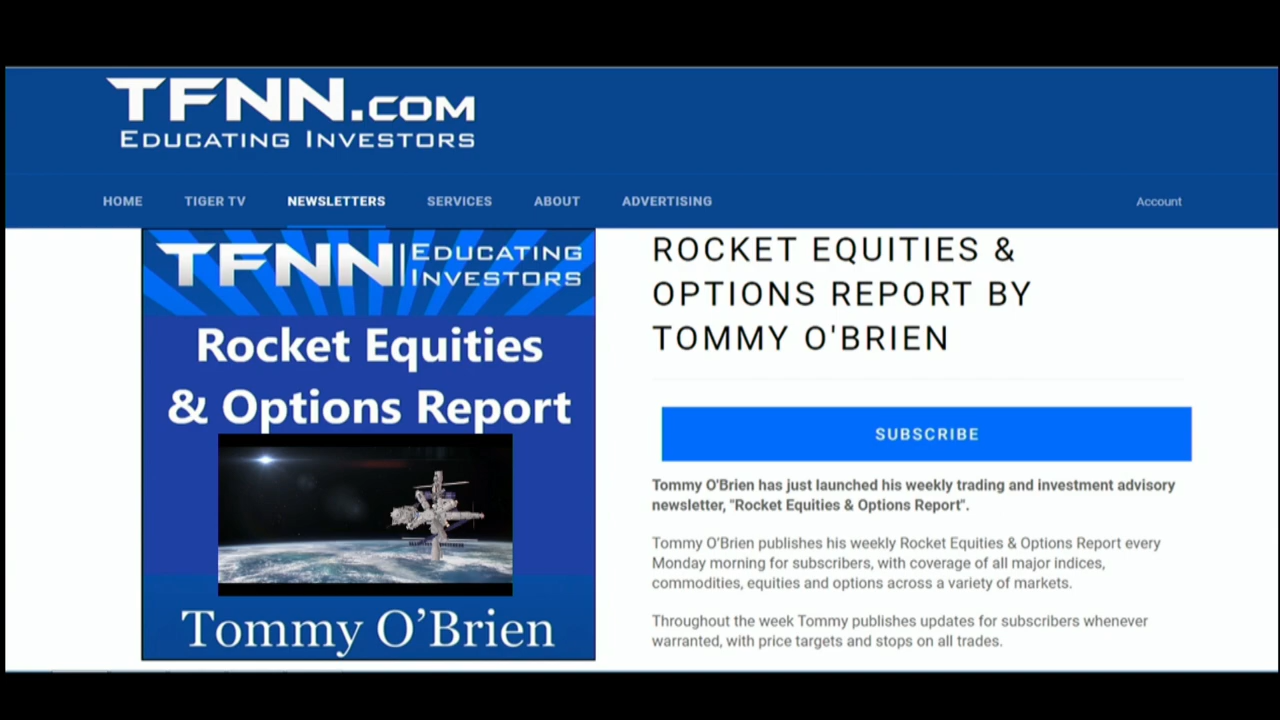 TFNN.COM
EDUCATING INVESTORS
HOME TIGER TV NEWSLETTERS SERVICES ABOUT ADVERTISING Account
TFNN | EDUCATING
INVESTORS
Rocket Equities
& Options Report
Tommy O’Brien
ROCKET EQUITIES &
OPTIONS REPORT BY
TOMMY O'BRIEN
SUBSCRIBE
Tommy O'Brien has just launched his weekly trading and investment advisory
newsletter, "Rocket Equities & Options Report".
Tommy O’Brien publishes his weekly Rocket Equities & Options Report every
Monday morning for subscribers, with coverage of all major indices,
commodities, equities and options across a variety of markets.
Throughout the week Tommy publishes updates for subscribers whenever
warranted, with price targets and stops on all trades.